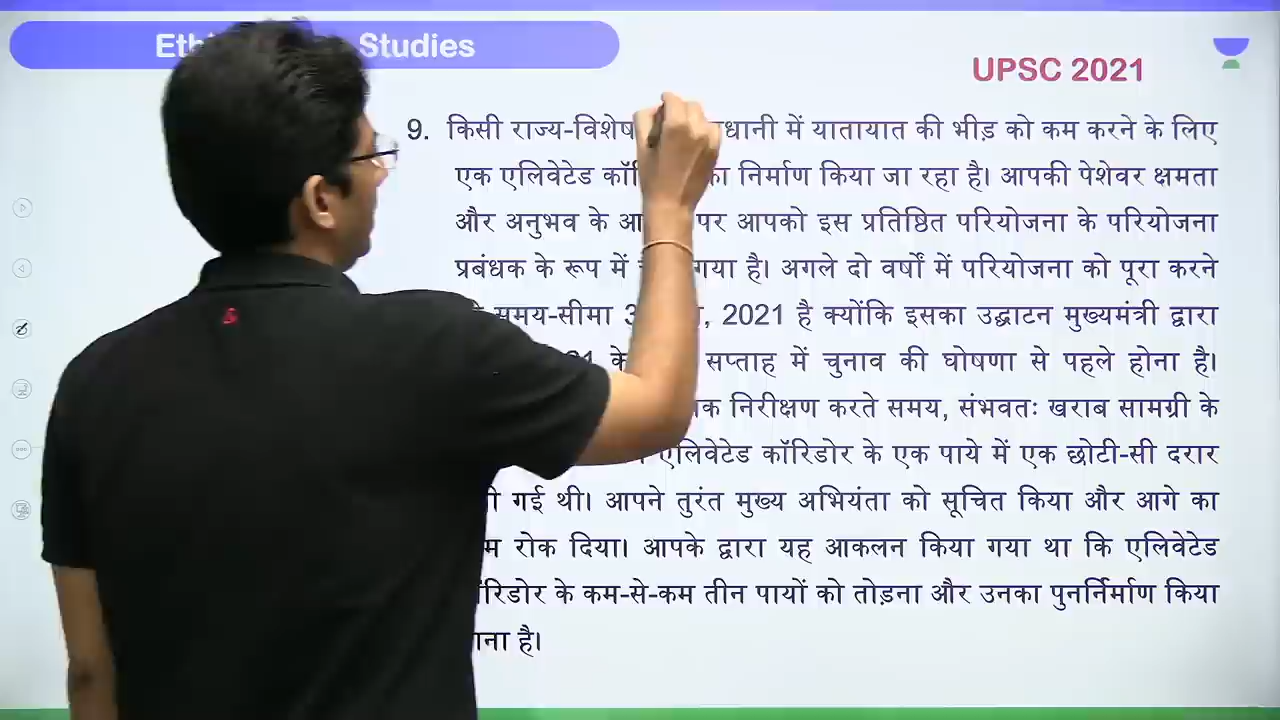 Studies
UPSC 2021
9. किसी राज्य-विशेष में यातायात की भीड़ को कम करने के लिए
एक एलिवेटेड का निर्माण किया जा रहा है। आपकी पेशेवर क्षमता
और अनुभव के पर आपको इस प्रतिष्ठित परियोजना के परियोजना
प्रबंधक के रूप में गया है। अगले दो वर्षों में परियोजना को पूरा करने
समय-सीमा 2021 है क्योंकि इसका उद्घाटन मुख्यमंत्री द्वारा
सप्ताह में चुनाव की घोषणा से पहले होना है।
निरीक्षण करते समय, संभवतः खराब सामग्री के
एलिवेटेड कॉरिडोर के एक पाये में एक छोटी-सी दरार
गई थी। आपने तुरंत मुख्य अभियंता को सूचित किया और आगे का
रोक दिया। आपके द्वारा यह आकलन किया गया था कि एलिवेटेड
के कम-से-कम तीन पायों को तोड़ना और उनका पुनर्निर्माण किया
है।